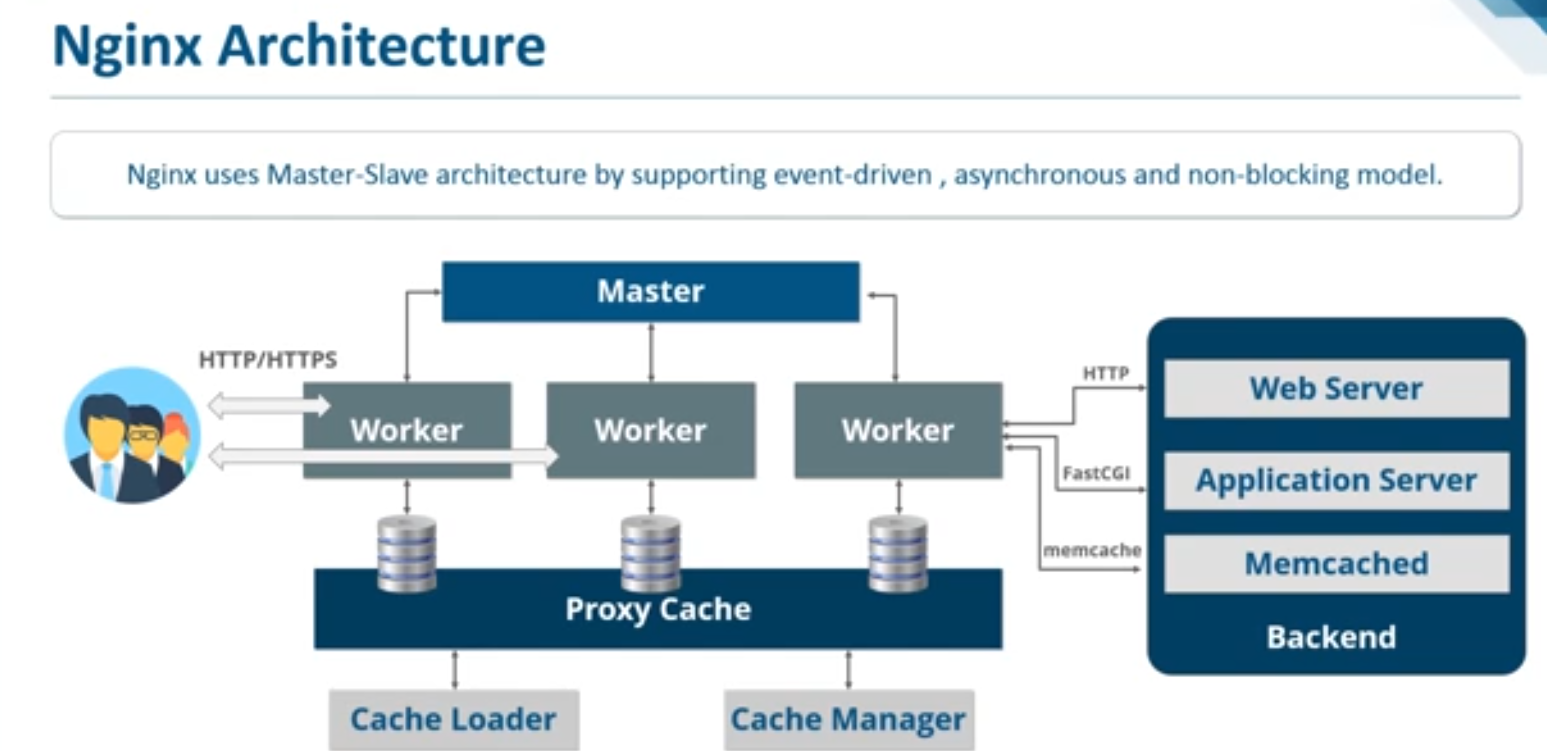 Nginx Architecture
Nginx uses Master-Slave architecture by supporting event-driven , asynchronous and non-blocking model.
Master
HTTP/HTTPS
Worker
Worker
Worker
HTTP
FastCGI
memcache
Web Server
Application Server
Memcached
Backend
Proxy Cache
Cache Loader
Cache Manager